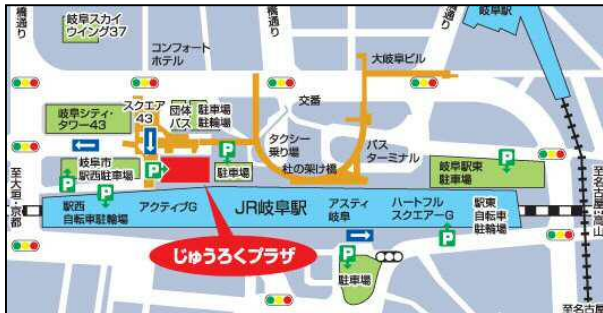 橋通り
岐阜スカイ
ウイング37
コンフォート
ホテル
橋通り
通り
岐阜駅
大岐阜ビル
交番
岐阜シティ・
タワー43
スクエア
43
団体
バス
駐車場
駐輪場
タクシー
乗り場
杜の架け橋
バス
ターミナル
岐阜市
駅西駐車場
P
P
P
駐車場
岐阜駅東
駐車場
P
至大垣・京都
P
駅西
自転車駐輪場
アクティブG
JR岐阜駅
アスティ
岐阜
ハートフル
スクエアーG
P
駅東
自転車
駐輪場
至名古屋・高山
じゅうろくプラザ
P
駐車場
至名古屋